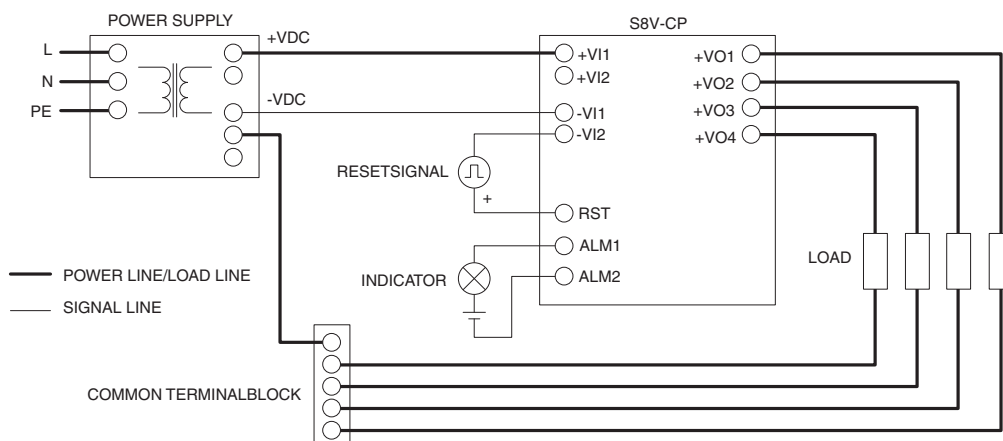 POWER SUPPLY
S8V-CP
L
N
PE
+VDC
-VDC
+VI1
+VI2
-VI1
-VI2
RST
ALM1
ALM2
+VO1
+VO2
+VO3
+VO4
RESETSIGNAL
+
INDICATOR
LOAD
POWER LINE/LOAD LINE
SIGNAL LINE
COMMON TERMINALBLOCK